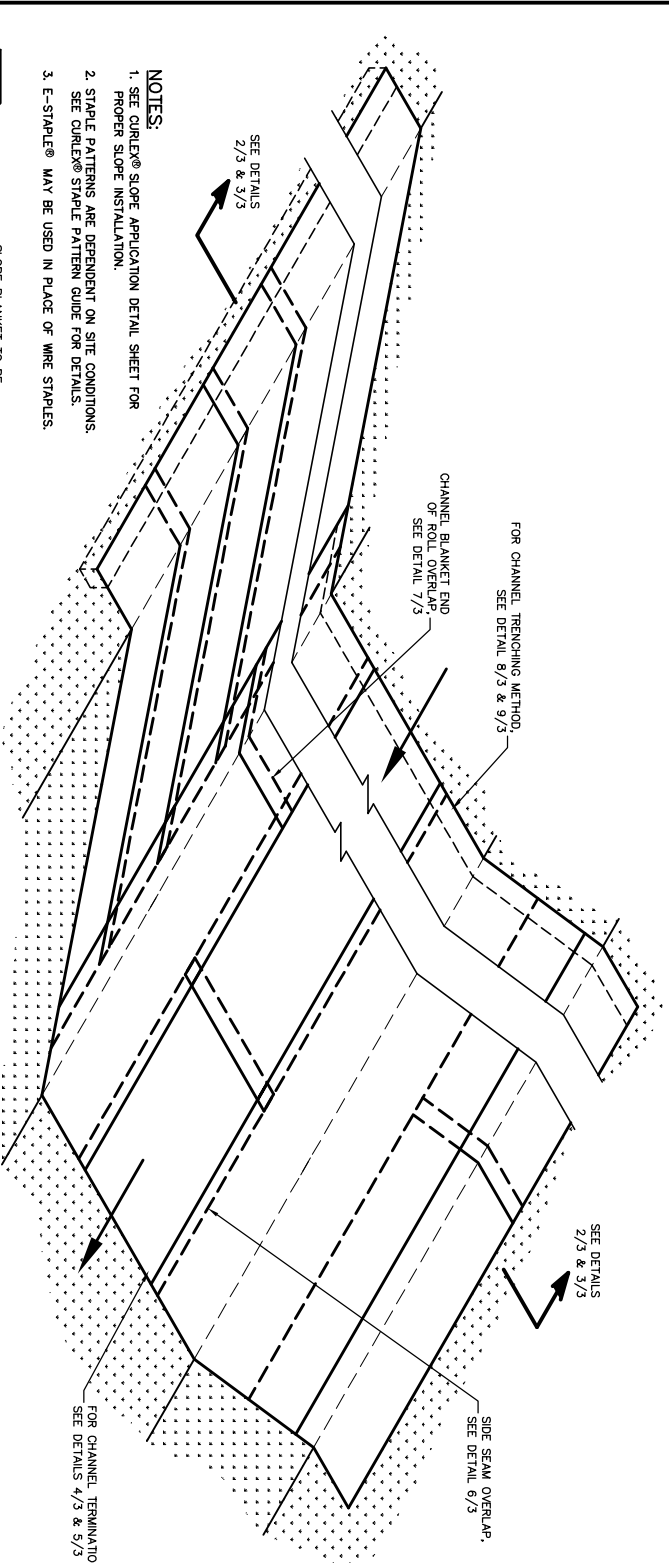 NOTES:
1. SEE CURLEX® SLOPE APPLICATION DETAIL SHEET FOR
PROPER SLOPE INSTALLATION.
2. STAPLE PATTERNS ARE DEPENDENT ON SITE CONDITIONS.
SEE CURLEX® STAPLE PATTERN GUIDE FOR DETAILS.
3. E-STAPLE® MAY BE USED IN PLACE OF WIRE STAPLES.
SEE DETAILS
2/3 & 3/3
CHANNEL BLANKET END
OF ROLL OVERLAP,
SEE DETAIL 7/3
FOR CHANNEL TRENCHING METHOD,
SEE DETAIL 8/3 & 9/3
SEE DETAILS
2/3 & 3/3
SIDE SEAM OVERLAP,
SEE DETAIL 6/3
FOR CHANNEL TERMINATIO
SEE DETAILS 4/3 & 5/3